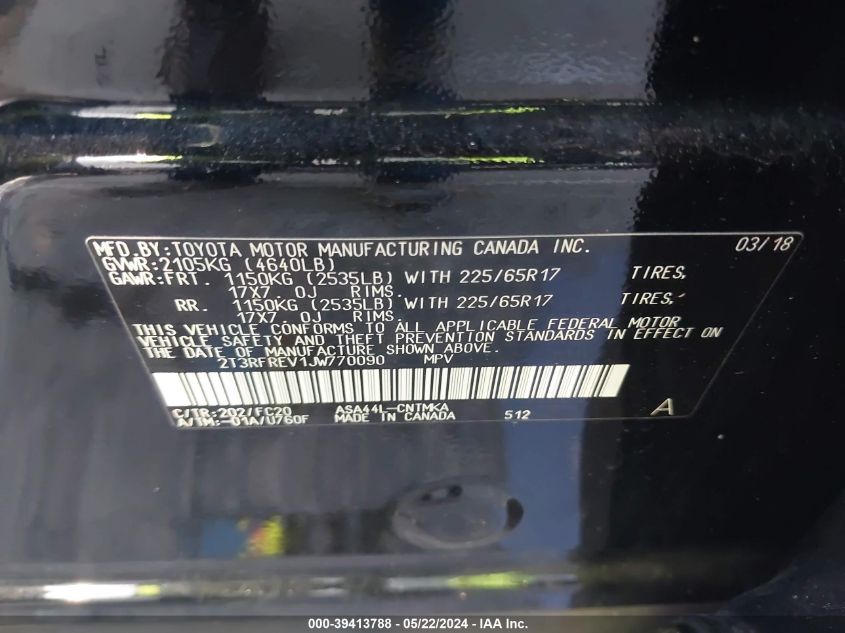 MFD.BY:TOYOTA MOTOR MANUFACTURING CANADA INC. 03/18
GVWR:2105KG (4640LB)
GAWR:FRT. 1150KG (2535LB) WITH 225/65R17 TIRES,
17X7 0J RIMS.
RR. 1150KG (2535LB) WITH 225/65R17 TIRES,
17X7 0J RIMS.
THIS VEHICLE CONFORMS TO ALL APPLICABLE FEDERAL MOTOR
VEHICLE SAFETY AND THEFT PREVENTION STANDARDS IN EFFECT ON
THE DATE OF MANUFACTURE SHOWN ABOVE.
2T3RFREV1JW770090 MPV
C/TR:202/FC20 ASA44L-CNTMKA A
A/TM:-01A/U760F MADE IN CANADA 512
000-39413788 - 05/22/2024 - IAA Inc.